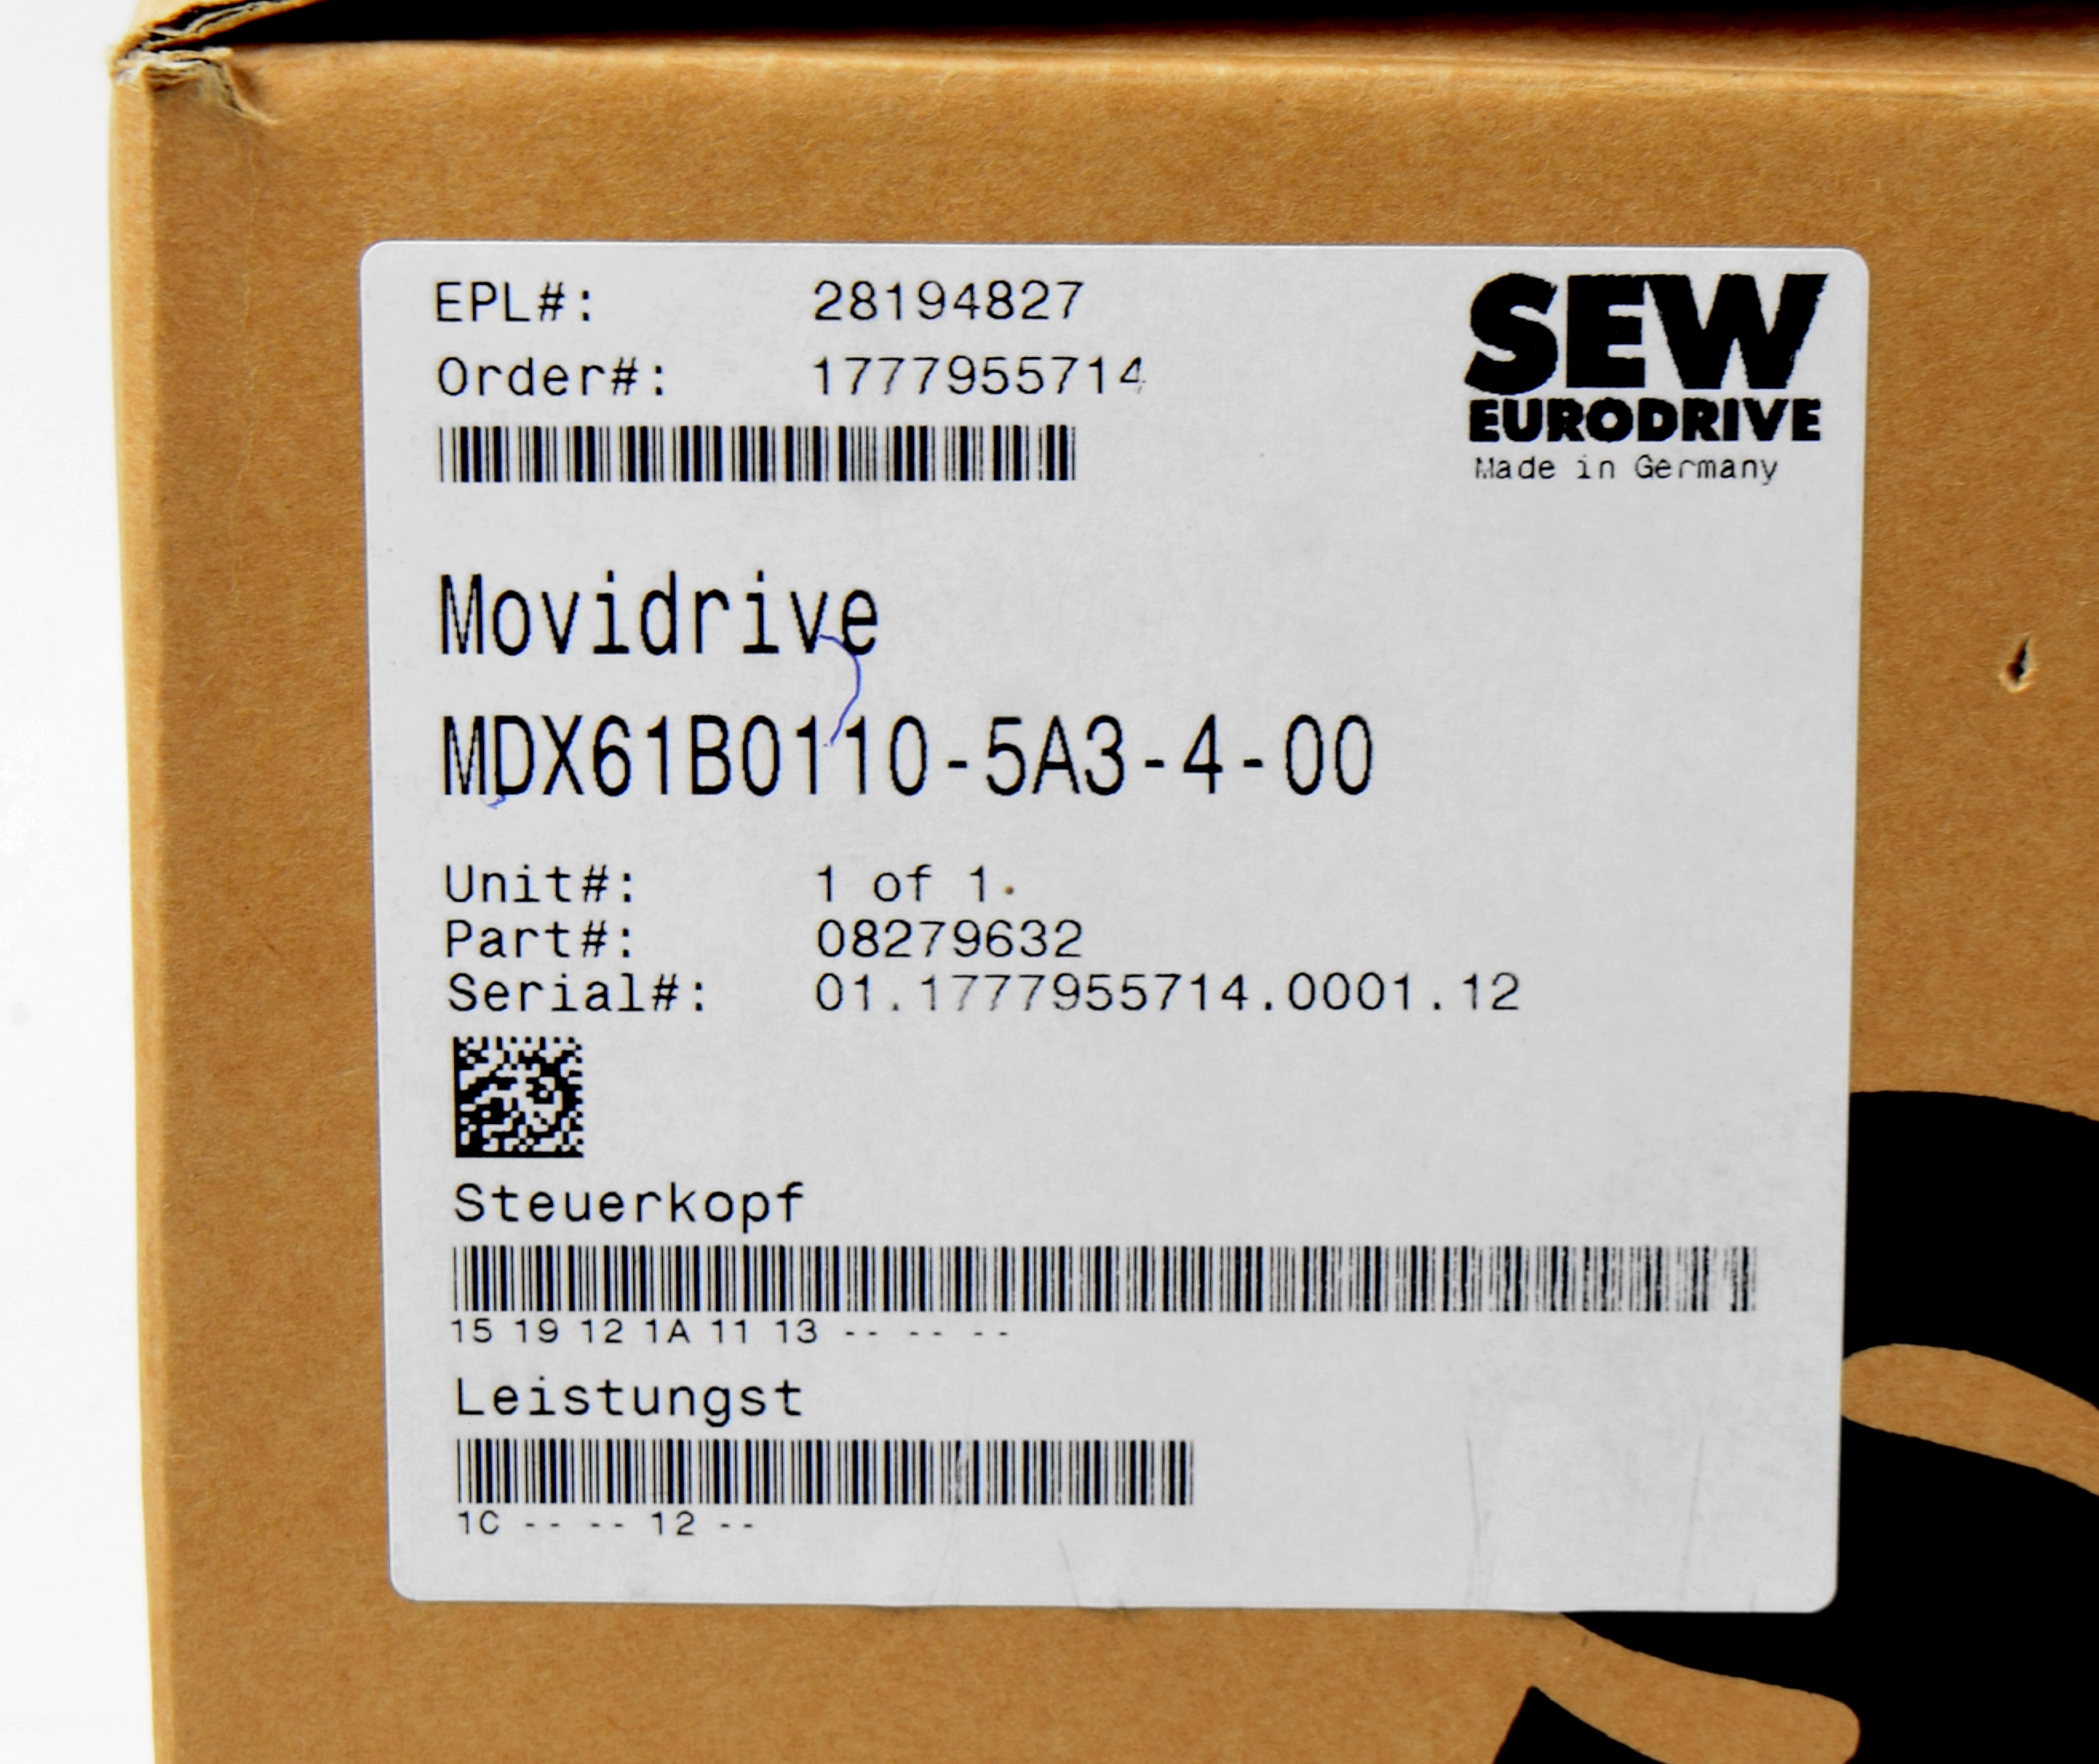 EPL#: 28194827
Order#: 1777955714
SEW
EURODRIVE
Made in Germany
Movidrive
MDX61B0110-5A3-4-00
Unit#: 1 of 1
Part#: 08279632
Serial#: 01.1777955714.0001.12
Steuerkopf
15 19 12 1A 11 13 -- -- --
Leistungst
1C -- -- 12 --